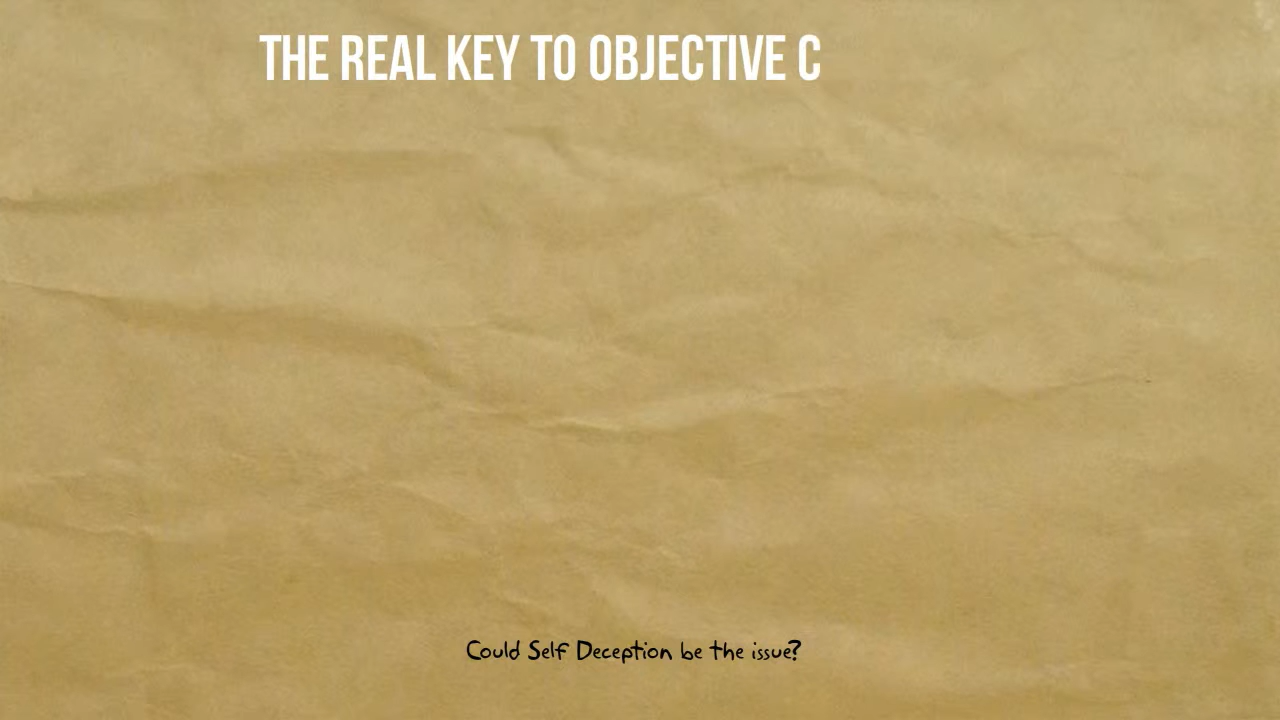 THE REAL KEY TO OBJECTIVE C
Could Self Deception be the issue?